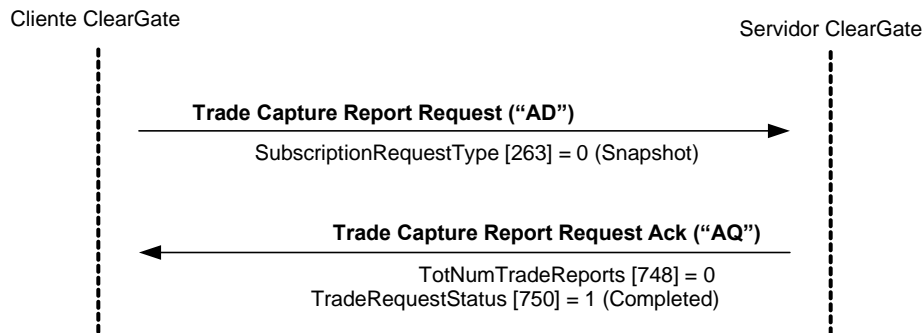 Cliente ClearGate
Servidor ClearGate
Trade Capture Report Request (“AD”)
SubscriptionRequestType [263] = 0 (Snapshot)
Trade Capture Report Request Ack (“AQ”)
TotNumTradeReports [748] = 0
TradeRequestStatus [750] = 1 (Completed)